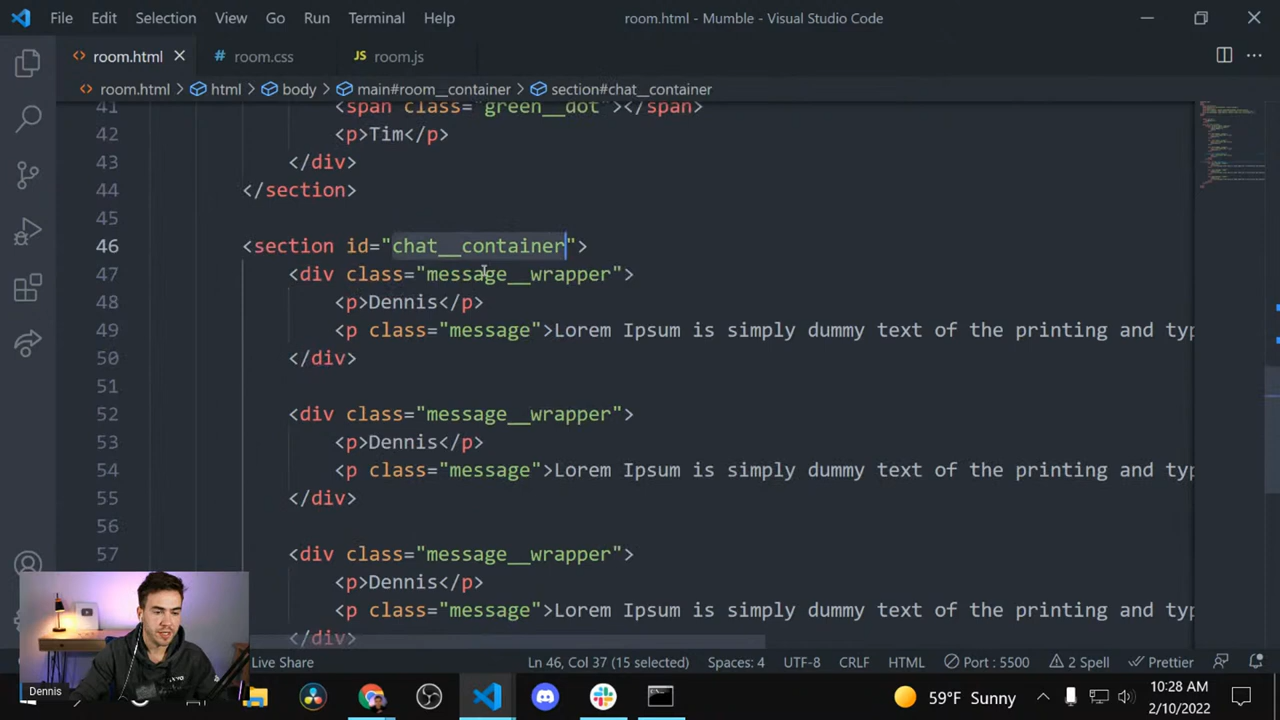 File Edit Selection View Go Run Terminal Help room.html - Mumble - Visual Studio Code
room.html room.css JS room.js
room.html html body main#room__container section#chat__container
41 <span class="green__dot"></span>
42 <p>Tim</p>
43 </div>
44 </section>
45
46 <section id="chat__container">
47 <div class="message__wrapper">
48 <p>Dennis</p>
49 <p class="message">Lorem Ipsum is simply dummy text of the printing and typ
50 </div>
51
52 <div class="message__wrapper">
53 <p>Dennis</p>
54 <p class="message">Lorem Ipsum is simply dummy text of the printing and typ
55 </div>
56
57 <div class="message__wrapper">
<p>Dennis</p>
<p class="message">Lorem Ipsum is simply dummy text of the printing and typ
</div>
Live Share Ln 46, Col 37 (15 selected) Spaces: 4 UTF-8 CRLF HTML Port : 5500 2 Spell Prettier
Dennis
59°F Sunny 10:28 AM
2/10/2022